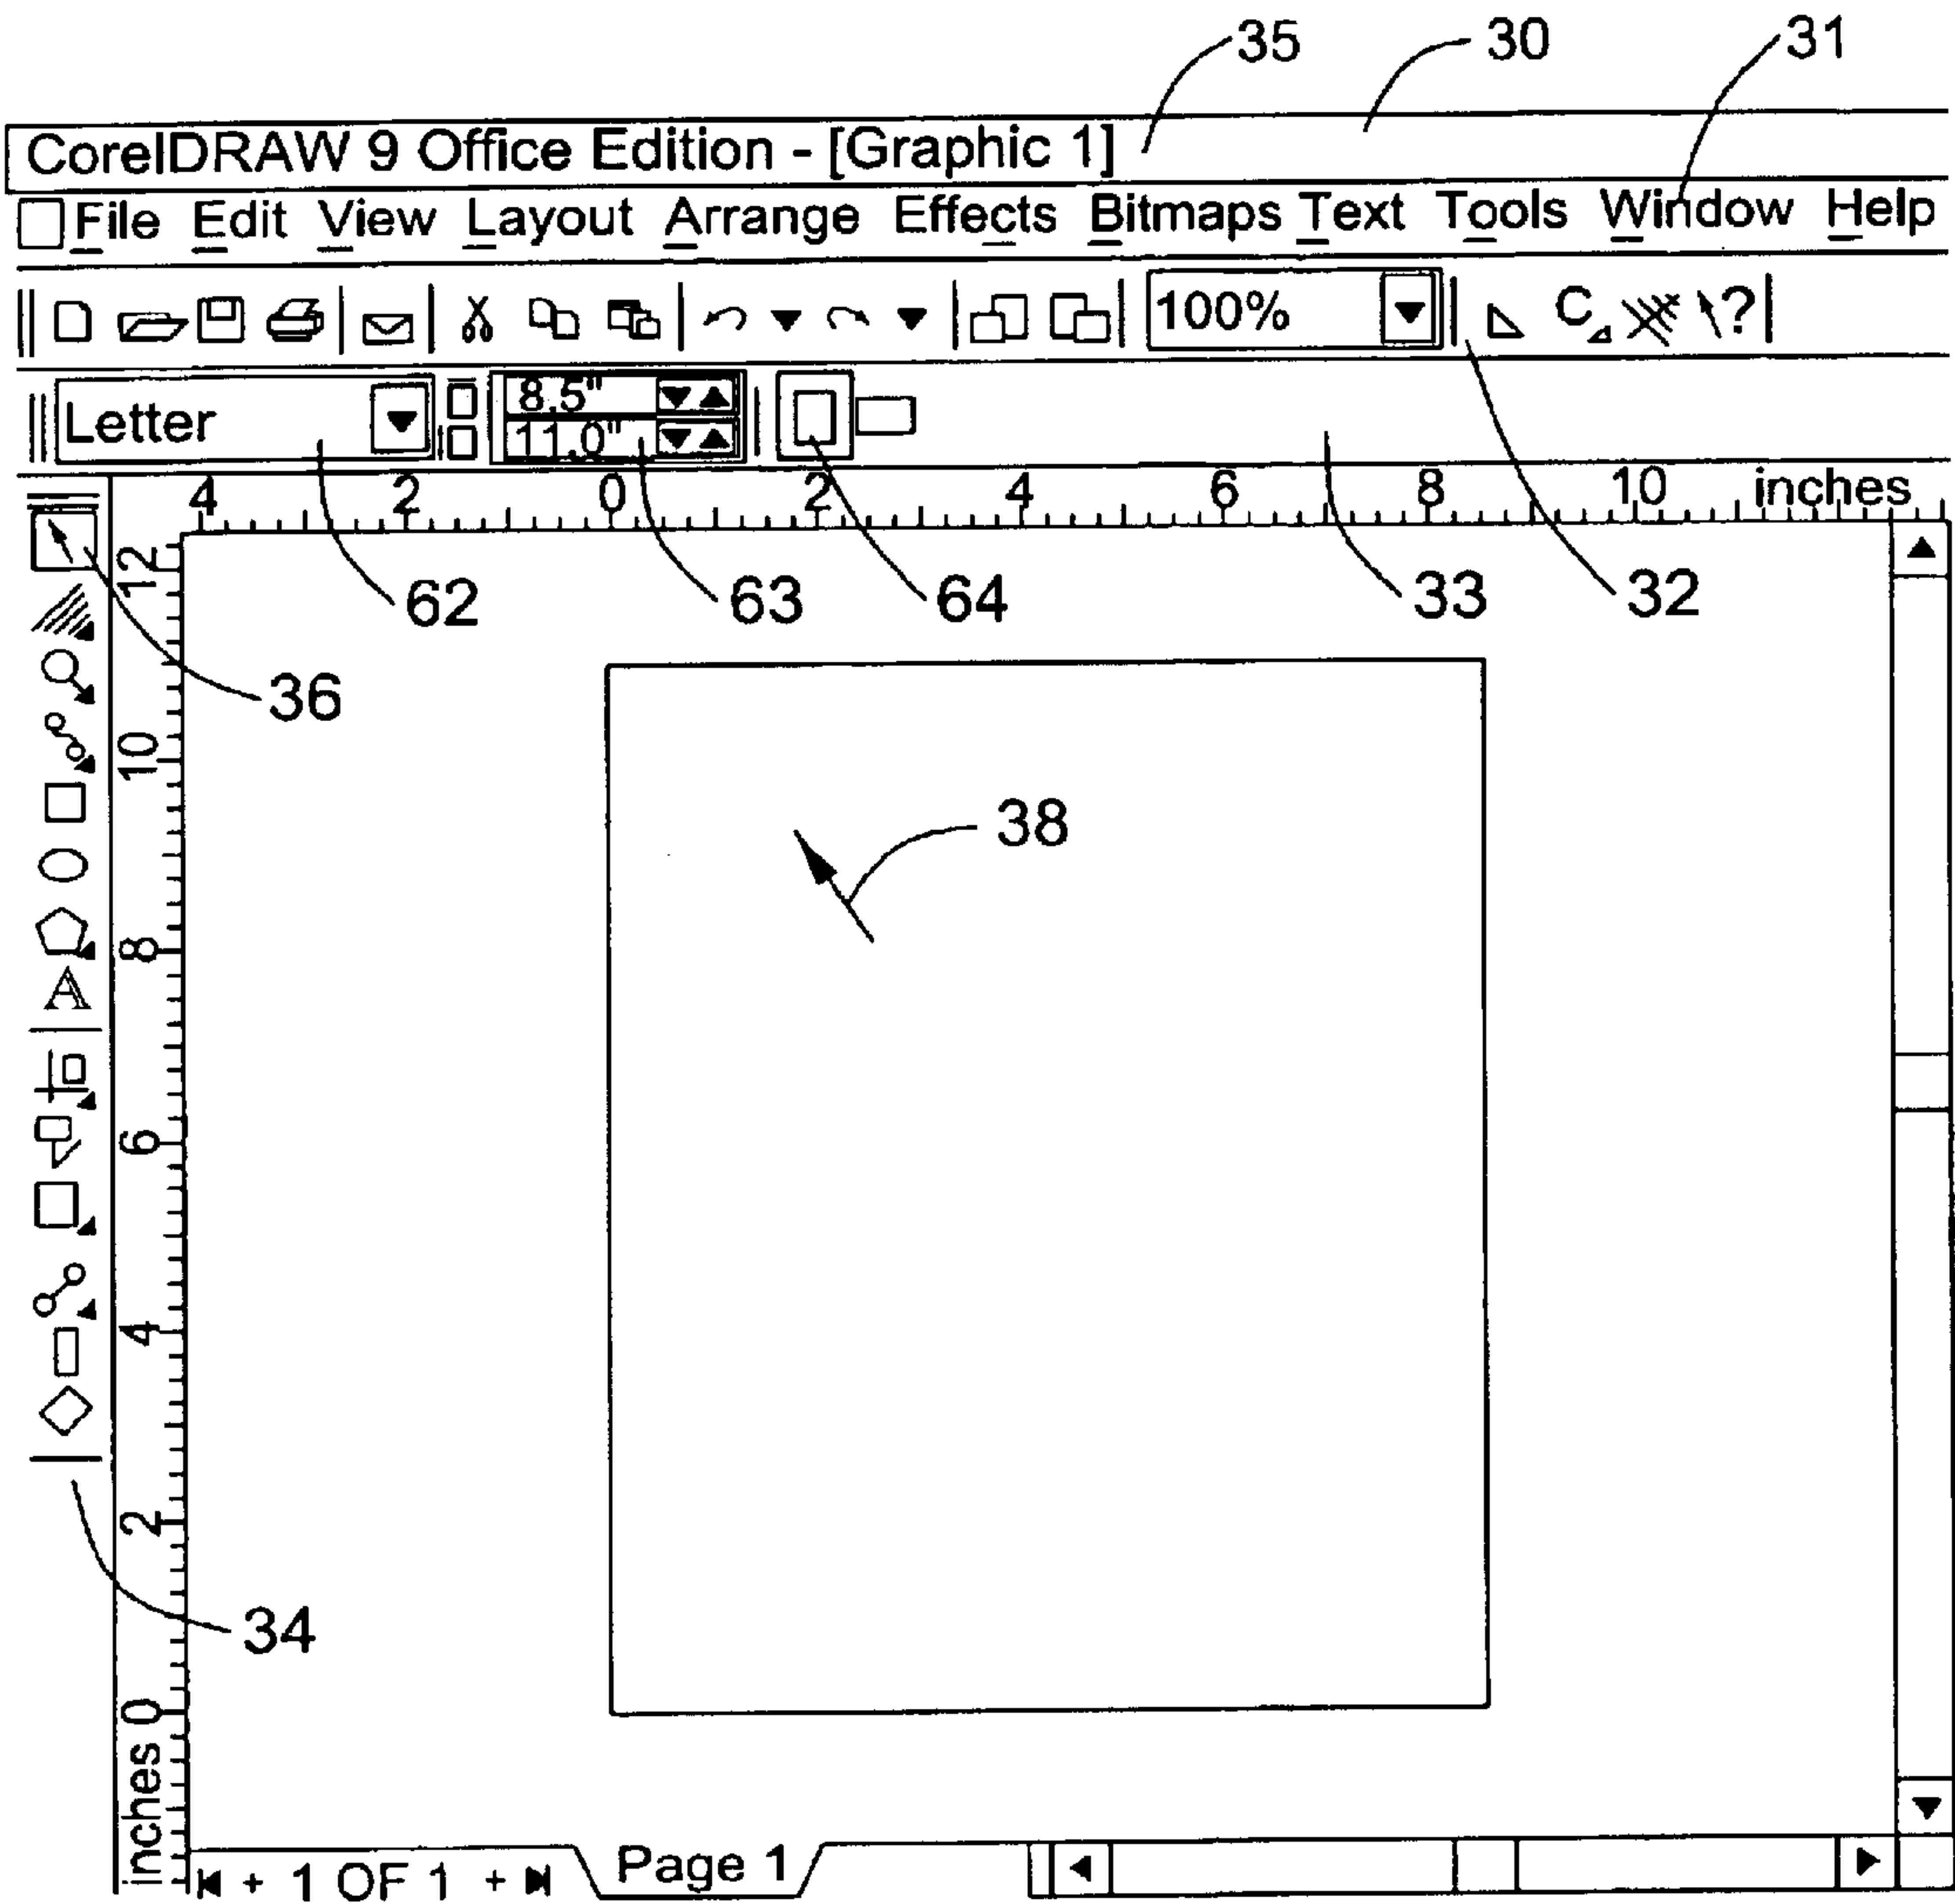 35 30 31
CorelDRAW 9 Office Edition - [Graphic 1]
File Edit View Layout Arrange Effects Bitmaps Text Tools Window Help
100% C ?
Letter 8.5"
11.0"
4 2 0 2 4 6 8 10 inches
62 63 64 33 32
36
38
A
34
12
10
8
6
4
2
0
inches
+ 1 OF 1 + Page 1